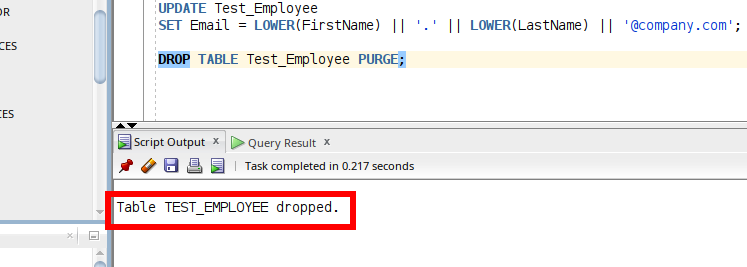 OR
CES
CES
UPDATE Test_Employee
SET Email = LOWER(FirstName) || '.' || LOWER(LastName) || '@company.com';
DROP TABLE Test_Employee PURGE;
Script Output x Query Result x
Task completed in 0.217 seconds
Table TEST_EMPLOYEE dropped.